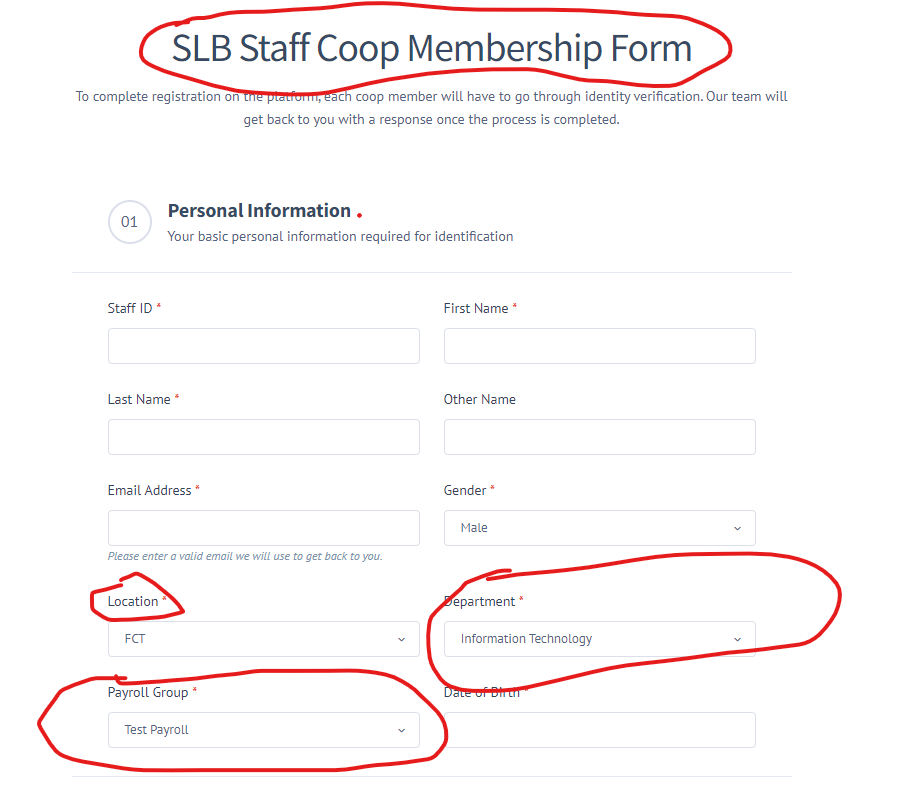 SLB Staff Coop Membership Form
To complete registration on the platform, each coop member will have to go through identity verification. Our team will
get back to you with a response once the process is completed.
01
Personal Information
Your basic personal information required for identification
Staff ID *
First Name *
Last Name *
Other Name
Email Address *
Gender *
Male
Please enter a valid email we will use to get back to you.
Location *
Department *
FCT
Information Technology
Payroll Group *
Date of Birth *
Test Payroll